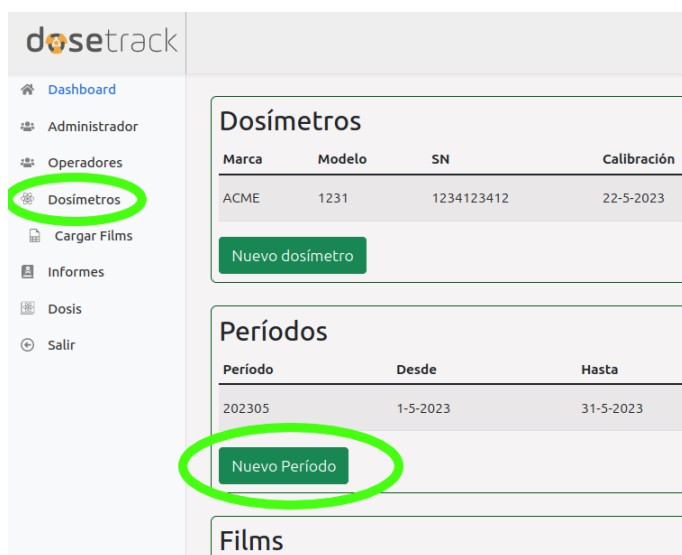 dosetrack
Dashboard
Administrador
Operadores
Dosímetros
Cargar Films
Informes
Dosis
Salir
Dosímetros
Marca Modelo SN Calibración
ACME 1231 1234123412 22-5-2023
Nuevo dosímetro
Períodos
Período Desde Hasta
202305 1-5-2023 31-5-2023
Nuevo Período
Films